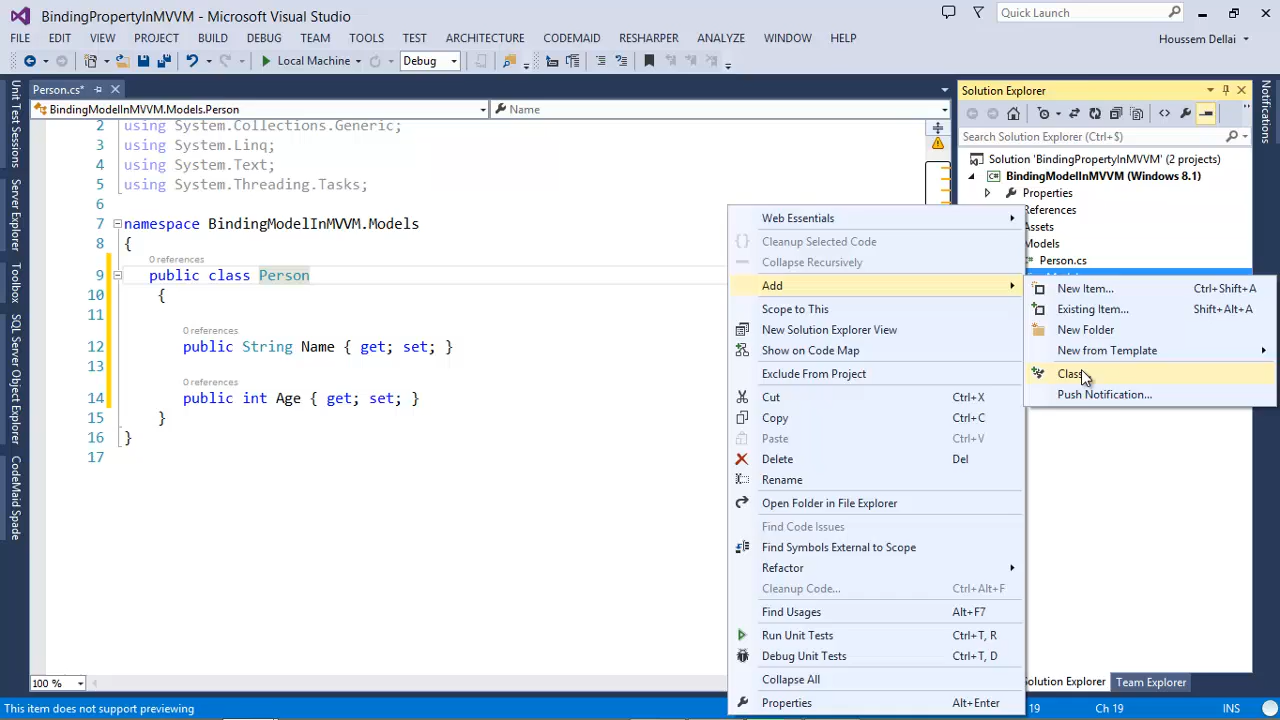 BindingPropertyInMVVM - Microsoft Visual Studio
Quick Launch
FILE EDIT VIEW PROJECT BUILD DEBUG TEAM TOOLS TEST ARCHITECTURE CODEMAID RESHARPER ANALYZE WINDOW HELP
Houssem Dellai
Local Machine
Debug
Person.cs*
BindingModelInMVVM.Models.Person
Name
Unit Test Sessions
Server Explorer
Toolbox
SQL Server Object Explorer
CodeMaid Spade
2 using System.Collections.Generic;
3 using System.Linq;
4 using System.Text;
5 using System.Threading.Tasks;
6
7 namespace BindingModelInMVVM.Models
8 {
0 references
9 public class Person
10 {
11
0 references
12 public String Name { get; set; }
13
0 references
14 public int Age { get; set; }
15 }
16 }
17
100 %
Web Essentials
Cleanup Selected Code
Collapse Recursively
Add
Scope to This
New Solution Explorer View
Show on Code Map
Exclude From Project
Cut Ctrl+X
Copy Ctrl+C
Paste Ctrl+V
Delete Del
Rename
Open Folder in File Explorer
Find Code Issues
Find Symbols External to Scope
Refactor
Cleanup Code... Ctrl+Alt+F
Find Usages Alt+F7
Run Unit Tests Ctrl+T, R
Debug Unit Tests Ctrl+T, D
Collapse All
Properties Alt+Enter
New Item... Ctrl+Shift+A
Existing Item... Shift+Alt+A
New Folder
New from Template
Push Notification...
Solution Explorer
Search Solution Explorer (Ctrl+$)
Solution 'BindingPropertyInMVVM' (2 projects)
BindingModelInMVVM (Windows 8.1)
Properties
References
Assets
Models
Person.cs
Notifications
Solution Explorer
Team Explorer
This item does not support previewing
19
Ch 19
INS